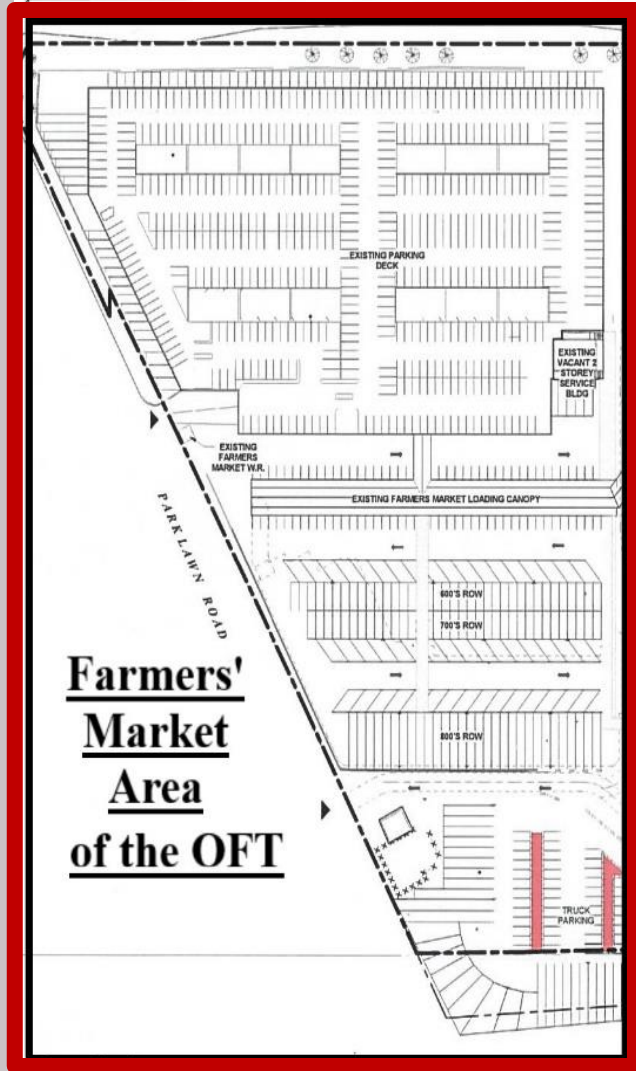 EXISTING PARKING
DECK
EXISTING
VACANT 2
STOREY
SERVICE
BLDG
EXISTING
FARMERS
MARKET W.R.
EXISTING FARMERS MARKET LOADING CANOPY
PARK LAWN ROAD
600'S ROW
700'S ROW
800'S ROW
Farmers'
Market
Area
of the OFT
TRUCK
PARKING